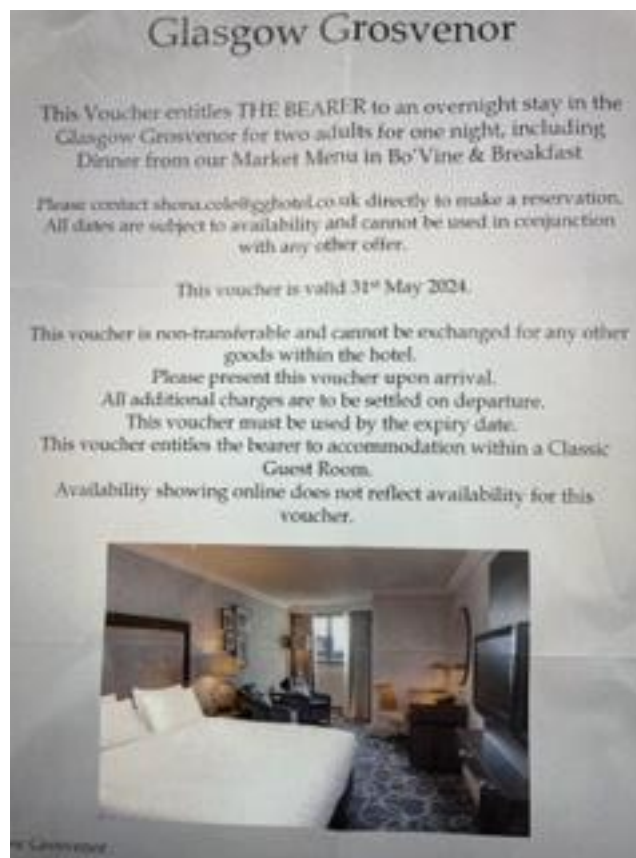 Glasgow Grosvenor
This Voucher entitles THE BEARER to an overnight stay in the
Glasgow Grosvenor for two adults for one night, including
Dinner from our Market Menu in Bo'Vine & Breakfast
Please contact shona.cole@gghotel.co.uk directly to make a reservation.
All dates are subject to availability and cannot be used in conjunction
with any other offer.
This voucher is valid 31st May 2024.
This voucher is non-transferable and cannot be exchanged for any other
goods within the hotel.
Please present this voucher upon arrival.
All additional charges are to be settled on departure.
This voucher must be used by the expiry date.
This voucher entitles the bearer to accommodation within a Classic
Guest Room.
Availability showing online does not reflect availability for this
voucher.
Grosvenor